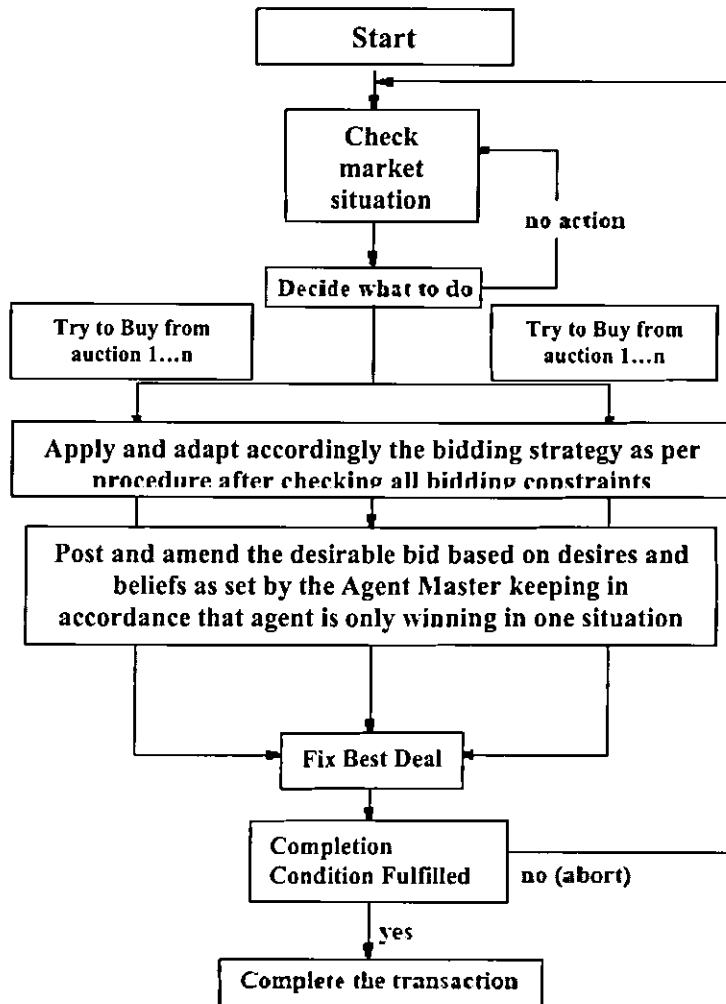 Start
Check
market
situation
no action
Decide what to do
Try to Buy from
auction 1...n
Try to Buy from
auction 1...n
Apply and adapt accordingly the bidding strategy as per
procedure after checking all bidding constraints
Post and amend the desirable bid based on desires and
beliefs as set by the Agent Master keeping in
accordance that agent is only winning in one situation
Fix Best Deal
Completion
Condition Fulfilled
no (abort)
yes
Complete the transaction